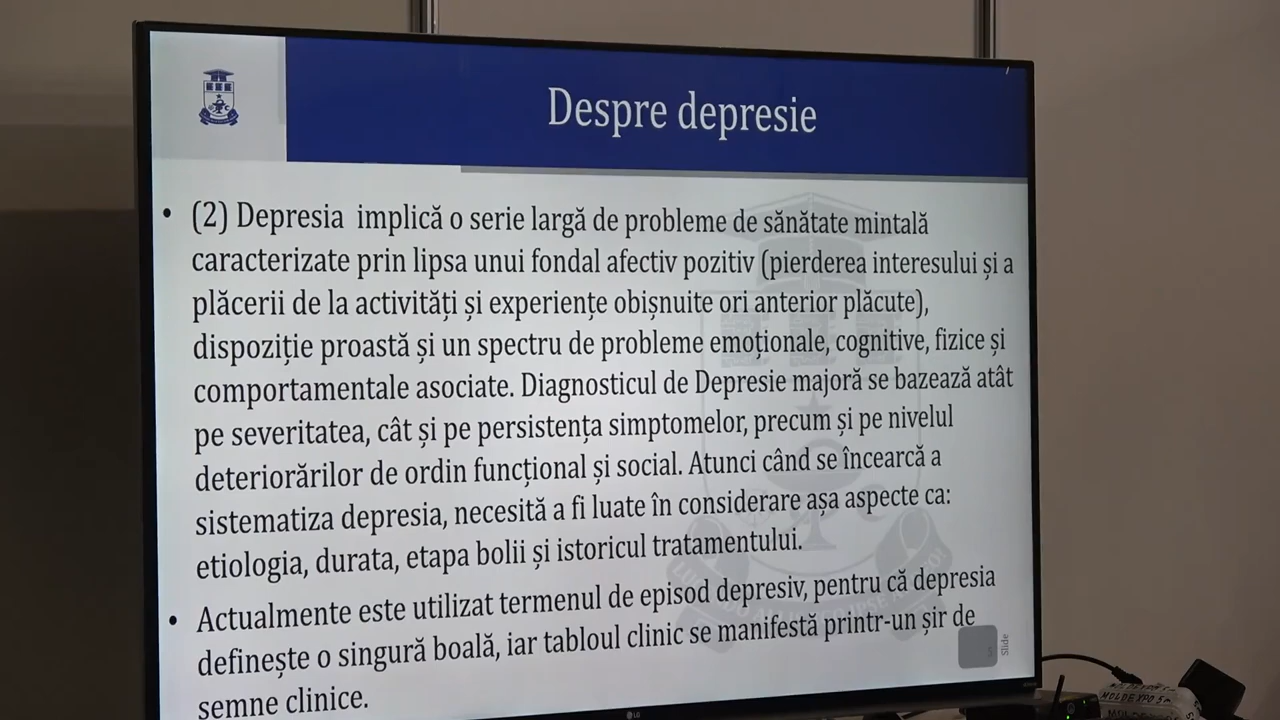 Despre depresie
• (2) Depresia implică o serie largă de probleme de sănătate mintală
caracterizate prin lipsa unui fondal afectiv pozitiv (pierderea interesului și a
plăcerii de la activități și experiențe obișnuite ori anterior plăcute),
dispoziție proastă și un spectru de probleme emoționale, cognitive, fizice și
comportamentale asociate. Diagnosticul de Depresie majoră se bazează atât
pe severitatea, cât și pe persistența simptomelor, precum și pe nivelul
deteriorărilor de ordin funcțional și social. Atunci când se încearcă a
sistematiza depresia, necesită a fi luate în considerare așa aspecte ca:
etiologia, durata, etapa bolii și istoricul tratamentului.
• Actualmente este utilizat termenul de episod depresiv, pentru că depresia
definește o singură boală, iar tabloul clinic se manifestă printr-un șir de
semne clinice.
Slide
LG
MOLDEXPO